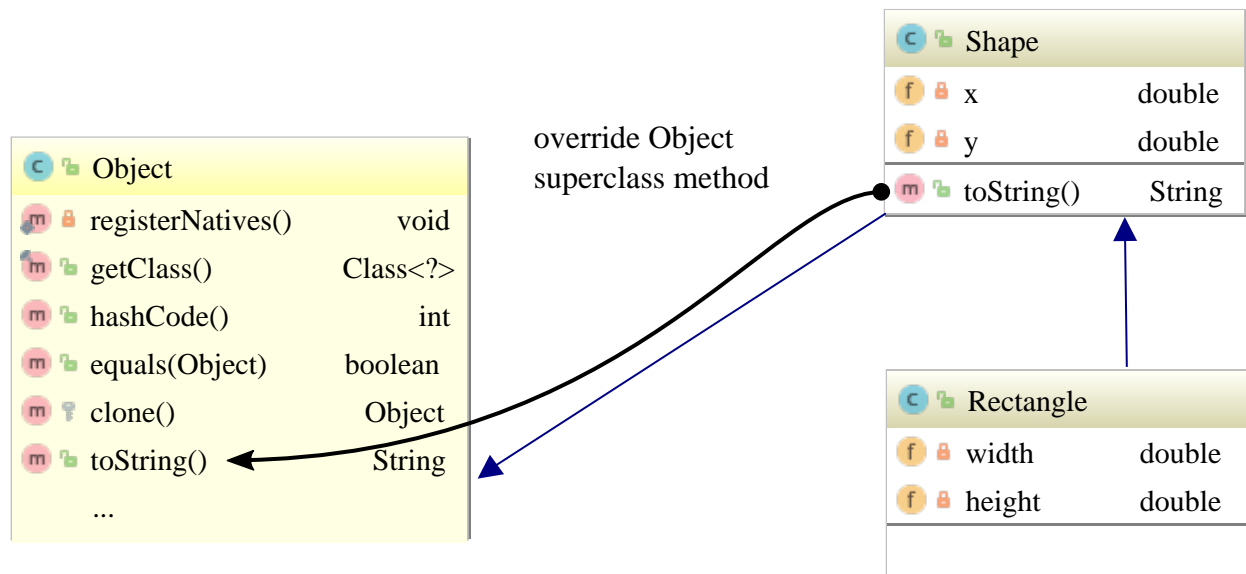 C Shape
f x double
f y double
m toString() String
override Object
superclass method
C Object
m registerNatives() void
m getClass() Class<?>
m hashCode() int
m equals(Object) boolean
m clone() Object
m toString() String
...
C Rectangle
f width double
f height double